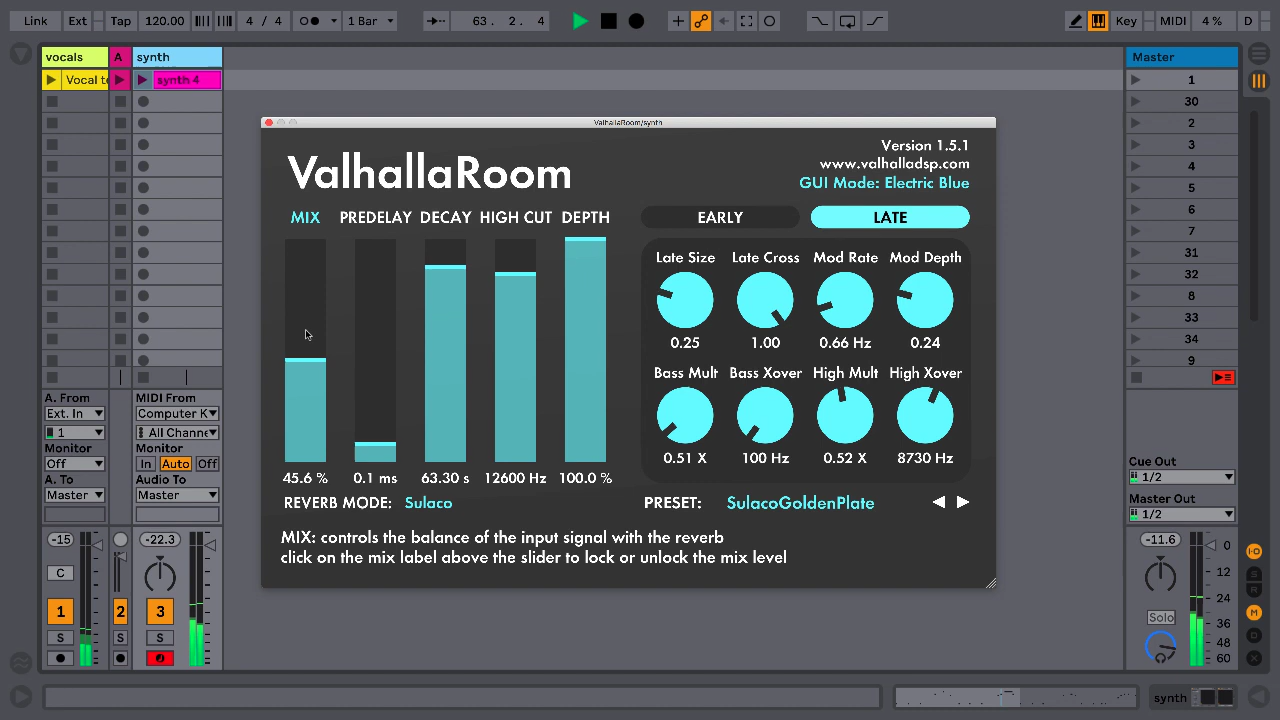 Link Ext Tap 120.00 4 / 4 1 Bar 63. 2. 4 Key MIDI 4 % D
vocals A synth Master
Vocal te synth 4 1
30
2
3
4
5
6
7
31
32
8
33
34
9
ValhallaRoom/synth
ValhallaRoom
Version 1.5.1
www.valhalladsp.com
GUI Mode: Electric Blue
MIX PREDELAY DECAY HIGH CUT DEPTH
EARLY LATE
Late Size Late Cross Mod Rate Mod Depth
0.25 1.00 0.66 Hz 0.24
Bass Mult Bass Xover High Mult High Xover
0.51 X 100 Hz 0.52 X 8730 Hz
45.6 % 0.1 ms 63.30 s 12600 Hz 100.0 %
REVERB MODE: Sulaco
PRESET: SulacoGoldenPlate
MIX: controls the balance of the input signal with the reverb
click on the mix label above the slider to lock or unlock the mix level
A. From MIDI From
Ext. In Computer K
1 All Channe
Monitor Monitor
Off In Auto Off
A. To Audio To
Master Master
Cue Out
1/2
Master Out
1/2
-15 -22.3 -11.6 0
C 12
24
1 2 3 Solo 36
S S S 48
60
I·O
S
R
M
D
X
synth